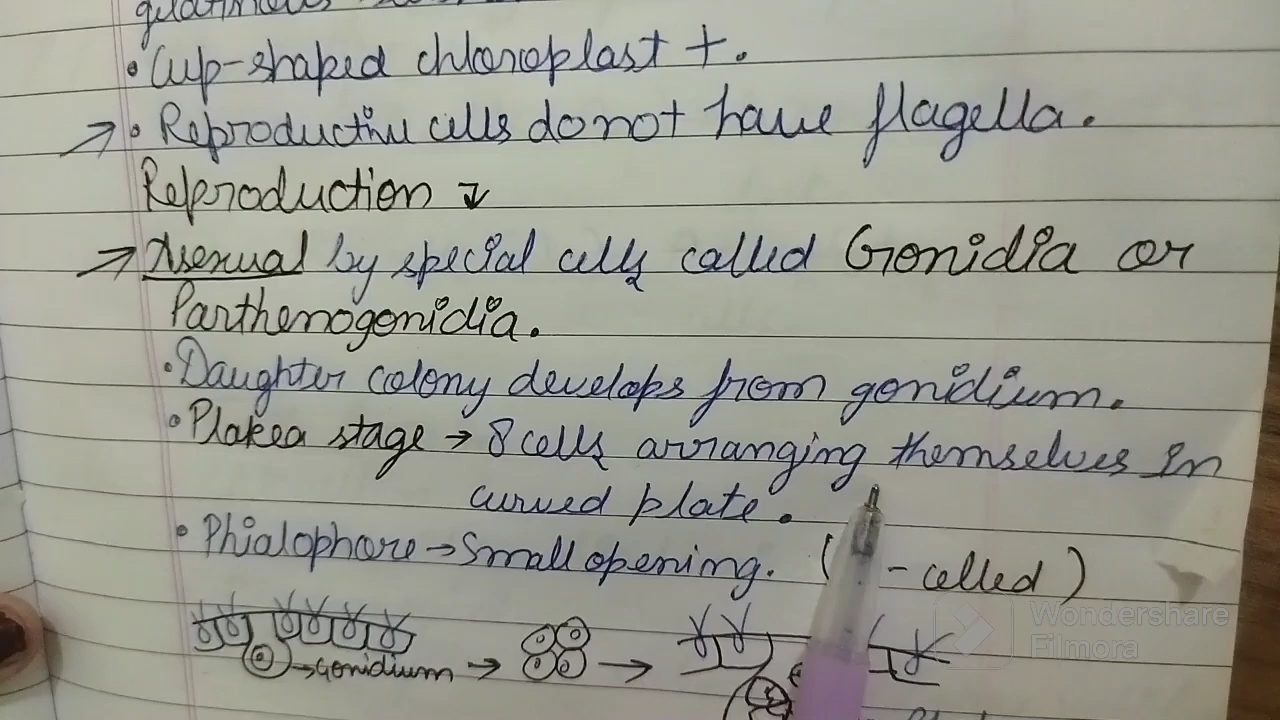 • Cup-shaped chloroplast +.
→ • Reproductive cells do not have flagella.
Reproduction ↓
→ Asexual by special cells called Gonidia or
Parthenogonidia.
• Daughter colony develops from gonidium.
• Plakea stage → 8 cells arranging themselves in
curved plate.
• Phialophore → Small opening. ( -celled)
→ Gonidium → →
Wondershare
Filmora